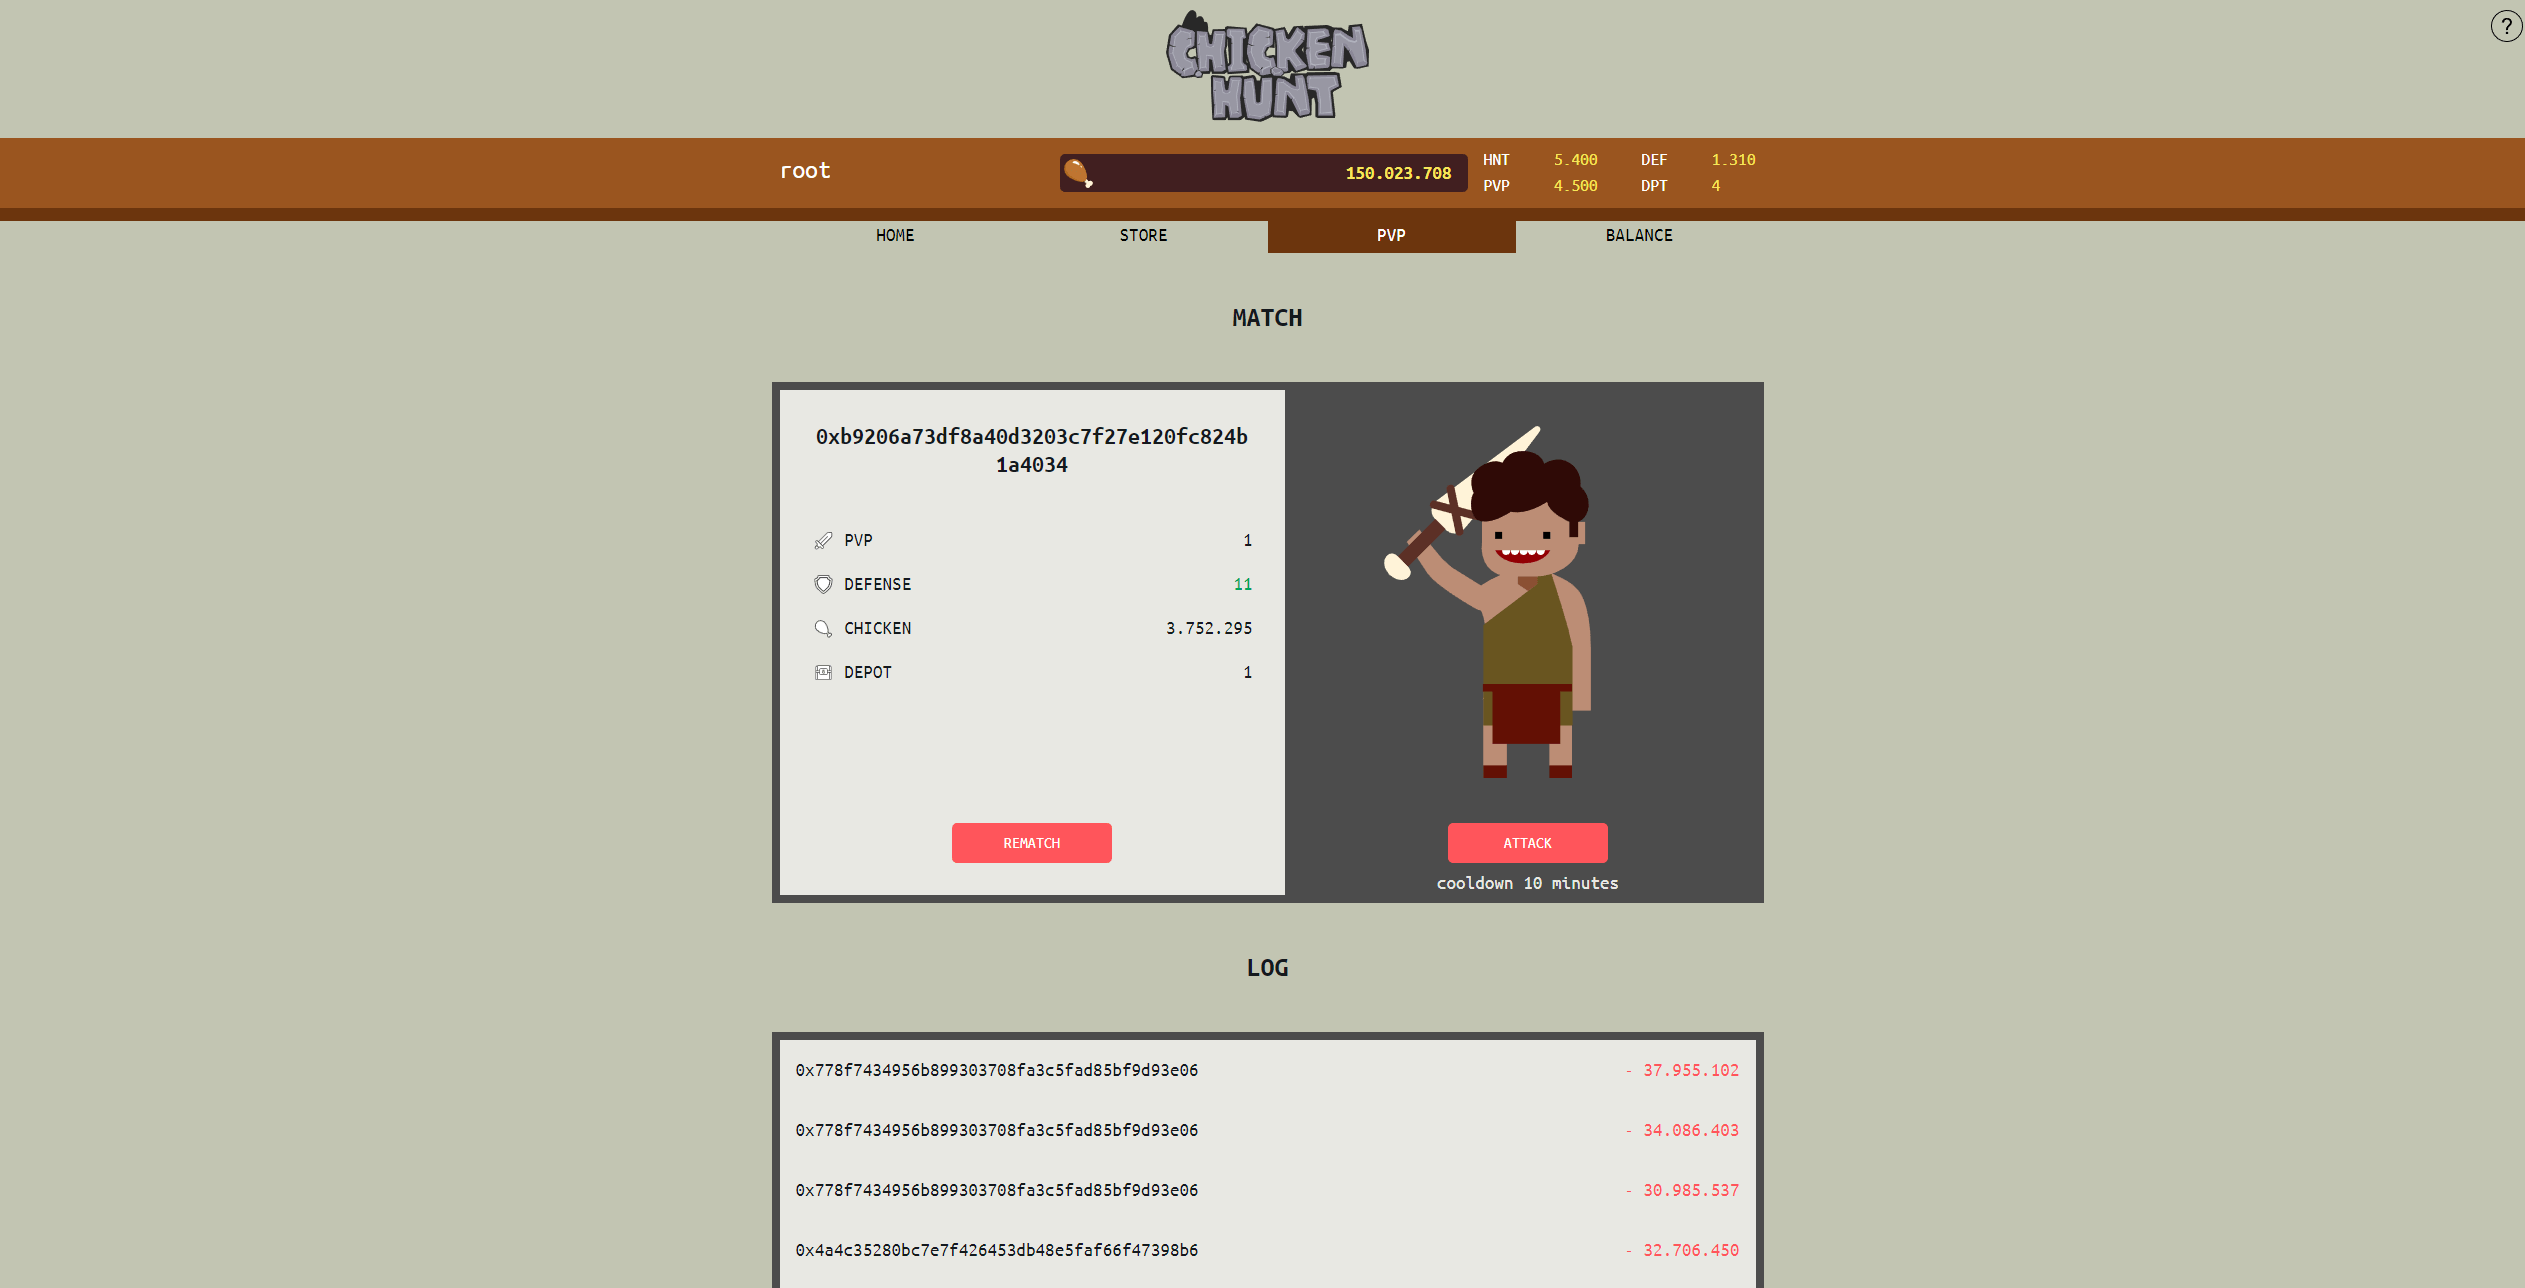 CHICKEN
HUNT
?
root
150.023.708
HNT 5.400 DEF 1.310
PVP 4.500 DPT 4
HOME STORE PVP BALANCE
MATCH
0xb9206a73df8a40d3203c7f27e120fc824b
1a4034
PVP 1
DEFENSE 11
CHICKEN 3.752.295
DEPOT 1
REMATCH ATTACK
cooldown 10 minutes
LOG
0x778f7434956b899303708fa3c5fad85bf9d93e06 - 37.955.102
0x778f7434956b899303708fa3c5fad85bf9d93e06 - 34.086.403
0x778f7434956b899303708fa3c5fad85bf9d93e06 - 30.985.537
0x4a4c35280bc7e7f426453db48e5faf66f47398b6 - 32.706.450